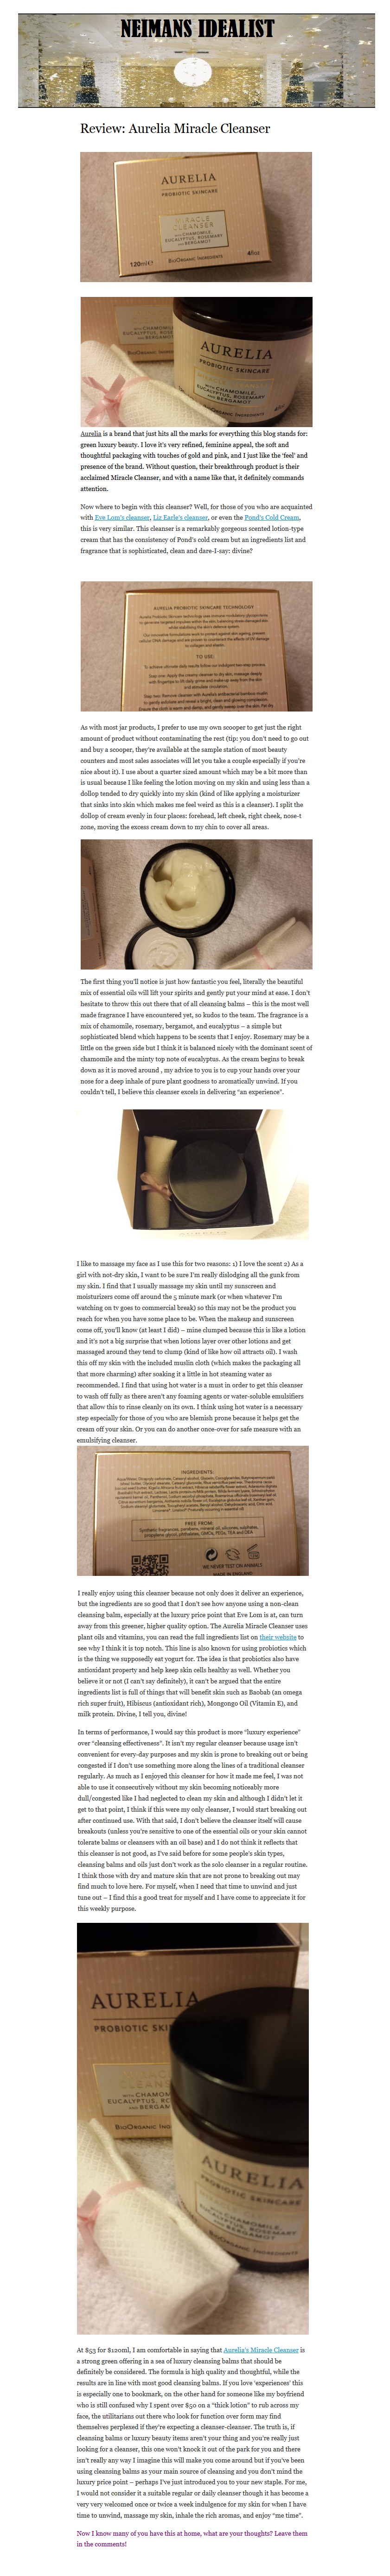 NEIMANS IDEALIST
Review: Aurelia Miracle Cleanser
AURELIA
PROBIOTIC SKINCARE
MIRACLE
CLEANSER
WITH CHAMOMILE,
EUCALYPTUS, ROSEMARY
AND BERGAMOT
120ml℮?
4floz
BIOORGANIC INGREDIENTS
AURELIA
PROBIOTIC SKINCARE
WITH CHAMOMILE,
EUCALYPTUS, ROSEMARY
Aurelia is a brand that just hits all the marks for everything this blog stands for:
green luxury beauty. I love it's very refined, feminine appeal, the soft and
thoughtful packaging with touches of gold and pink, and I just like the 'feel' and
presence of the brand. Without question, their breakthrough product is their
acclaimed Miracle Cleanser, and with a name like that, it definitely commands
attention.
Now where to begin with this cleanser? Well, for those of you who are acquainted
with Eve Lom's cleanser, Liz Earle's cleanser, or even the Pond's Cold Cream,
this is very similar. This cleanser is a remarkably gorgeous scented lotion-type
cream that has the consistency of Pond's cold cream but an ingredients list and
fragrance that is sophisticated, clean and dare-I-say: divine?
AURELIA PROBIOTIC SKINCARE TECHNOLOGY
TO USE:
As with most jar products, I prefer to use my own scooper to get just the right
amount of product without contaminating the rest (tip: you don't need to go out
and buy a scooper, they're available at the sample station of most beauty
counters and most sales associates will let you take a couple especially if you're
nice about it). I use about a quarter sized amount which may be a bit more than
is usual because I like feeling the lotion moving on my skin and using less than a
dollop tended to dry quickly into my skin (kind of like applying a moisturizer
that sinks into skin which makes me feel weird as this is a cleanser). I split the
dollop of cream evenly in four places: forehead, left cheek, right cheek, nose-t
zone, moving the excess cream down to my chin to cover all areas.
The first thing you'll notice is just how fantastic you feel, literally the beautiful
mix of essential oils will lift your spirits and gently put your mind at ease. I don't
hesitate to throw this out there that of all cleansing balms – this is the most well
made fragrance I have encountered yet, so kudos to the team. The fragrance is a
mix of chamomile, rosemary, bergamot, and eucalyptus – a simple but
sophisticated blend which happens to be scents that I enjoy. Rosemary may be a
little on the green side but I think it is balanced nicely with the dominant scent of
chamomile and the minty top note of eucalyptus. As the cream begins to break
down as it is moved around , my advice to you is to cup your hands over your
nose for a deep inhale of pure plant goodness to aromatically unwind. If you
couldn't tell, I believe this cleanser excels in delivering "an experience".
I like to massage my face as I use this for two reasons: 1) I love the scent 2) As a
girl with not-dry skin, I want to be sure I'm really dislodging all the gunk from
my skin. I find that I usually massage my skin until my sunscreen and
moisturizers come off around the 5 minute mark (or when whatever I'm
watching on tv goes to commercial break) so this may not be the product you
reach for when you have some place to be. When the makeup and sunscreen
come off, you'll know (at least I did) – mine clumped because this is like a lotion
and it's not a big surprise that when lotions layer over other lotions and get
massaged around they tend to clump (kind of like how oil attracts oil). I wash
this off my skin with the included muslin cloth (which makes the packaging all
that more charming) after soaking it a little in hot steaming water as
recommended. I find that using hot water is a must in order to get this cleanser
to wash off fully as there aren't any foaming agents or water-soluble emulsifiers
that allow this to rinse cleanly on its own. I think using hot water is a necessary
step especially for those of you who are blemish prone because it helps get the
cream off your skin. Or you can do another once-over for safe measure with an
emulsifying cleanser.
INGREDIENTS:
FREE FROM:
WE NEVER TEST ON ANIMALS
MADE IN ENGLAND
I really enjoy using this cleanser because not only does it deliver an experience,
but the ingredients are so good that I don't see how anyone using a non-clean
cleansing balm, especially at the luxury price point that Eve Lom is at, can turn
away from this greener, higher quality option. The Aurelia Miracle Cleanser uses
plant oils and vitamins, you can read the full ingredients list on their website to
see why I think it is top notch. This line is also known for using probiotics which
is the thing we supposedly eat yogurt for. The idea is that probiotics also have
antioxidant property and help keep skin cells healthy as well. Whether you
believe it or not (I can't say definitely), it can't be argued that the entire
ingredients list is full of things that will benefit skin such as Baobab (an omega
rich super fruit), Hibiscus (antioxidant rich), Mongongo Oil (Vitamin E), and
milk protein. Divine, I tell you, divine!
In terms of performance, I would say this product is more "luxury experience"
over "cleansing effectiveness". It isn't my regular cleanser because usage isn't
convenient for every-day purposes and my skin is prone to breaking out or being
congested if I don't use something more along the lines of a traditional cleanser
regularly. As much as I enjoyed this cleanser for how it made me feel, I was not
able to use it consecutively without my skin becoming noticeably more
dull/congested like I had neglected to clean my skin and although I didn't let it
get to that point, I think if this were my only cleanser, I would start breaking out
after continued use. With that said, I don't believe the cleanser itself will cause
breakouts (unless you're sensitive to one of the essential oils or your skin cannot
tolerate balms or cleansers with an oil base) and I do not think it reflects that
this cleanser is not good, as I've said before for some people's skin types,
cleansing balms and oils just don't work as the solo cleanser in a regular routine.
I think those with dry and mature skin that are not prone to breaking out may
find much to love here. For myself, when I need that time to unwind and just
tune out – I find this a good treat for myself and I have come to appreciate it for
this weekly purpose.
AURELIA
PROBIOTIC SKINCARE
AURELIA
PROBIOTIC SKINCARE
At $53 for $120ml, I am comfortable in saying that Aurelia's Miracle Cleanser is
a strong green offering in a sea of luxury cleansing balms that should be
definitely be considered. The formula is high quality and thoughtful, while the
results are in line with most good cleansing balms. If you love 'experiences' this
is especially one to bookmark, on the other hand for someone like my boyfriend
who is still confused why I spent over $50 on a "thick lotion" to rub across my
face, the utilitarians out there who look for function over form may find
themselves perplexed if they're expecting a cleanser-cleanser. The truth is, if
cleansing balms or luxury beauty items aren't your thing and you're really just
looking for a cleanser, this one won't knock it out of the park for you and there
isn't really any way I imagine this will make you come around but if you've been
using cleansing balms as your main source of cleansing and you don't mind the
luxury price point – perhaps I've just introduced you to your new staple. For me,
I would not consider it a suitable regular or daily cleanser though it has become a
very very welcomed once or twice a week indulgence for my skin for when I have
time to unwind, massage my skin, inhale the rich aromas, and enjoy "me time".
Now I know many of you have this at home, what are your thoughts? Leave them
in the comments!